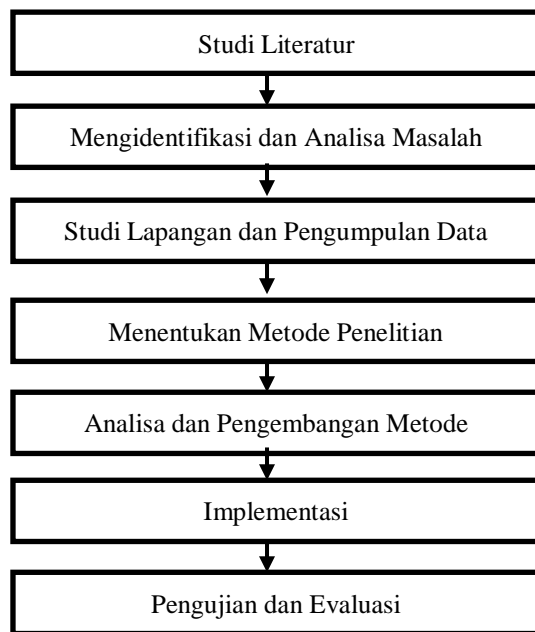 Studi Literatur
Mengidentifikasi dan Analisa Masalah
Studi Lapangan dan Pengumpulan Data
Menentukan Metode Penelitian
Analisa dan Pengembangan Metode
Implementasi
Pengujian dan Evaluasi